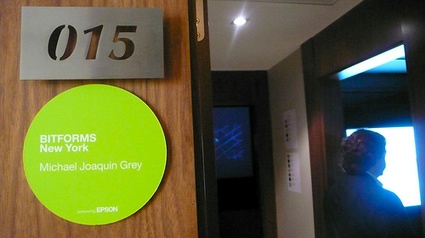 015
BITFORMS
New York
Michael Joaquin Grey
EPSON